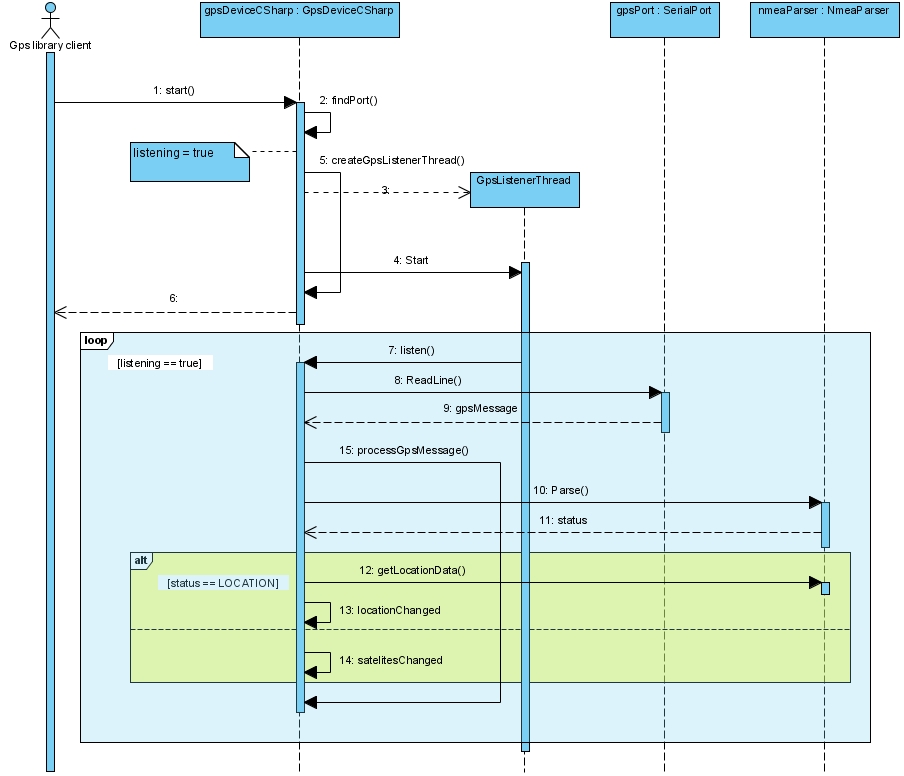 gpsDeviceCSharp : GpsDeviceCSharp
gpsPort : SerialPort
nmeaParser : NmeaParser
Gps library client
1: start()
2: findPort()
listening = true
5: createGpsListenerThread()
3:
GpsListenerThread
4: Start
6:
loop
[listening == true]
7: listen()
8: ReadLine()
9: gpsMessage
15: processGpsMessage()
10: Parse()
11: status
alt
[status == LOCATION]
12: getLocationData()
13: locationChanged
14: satelitesChanged